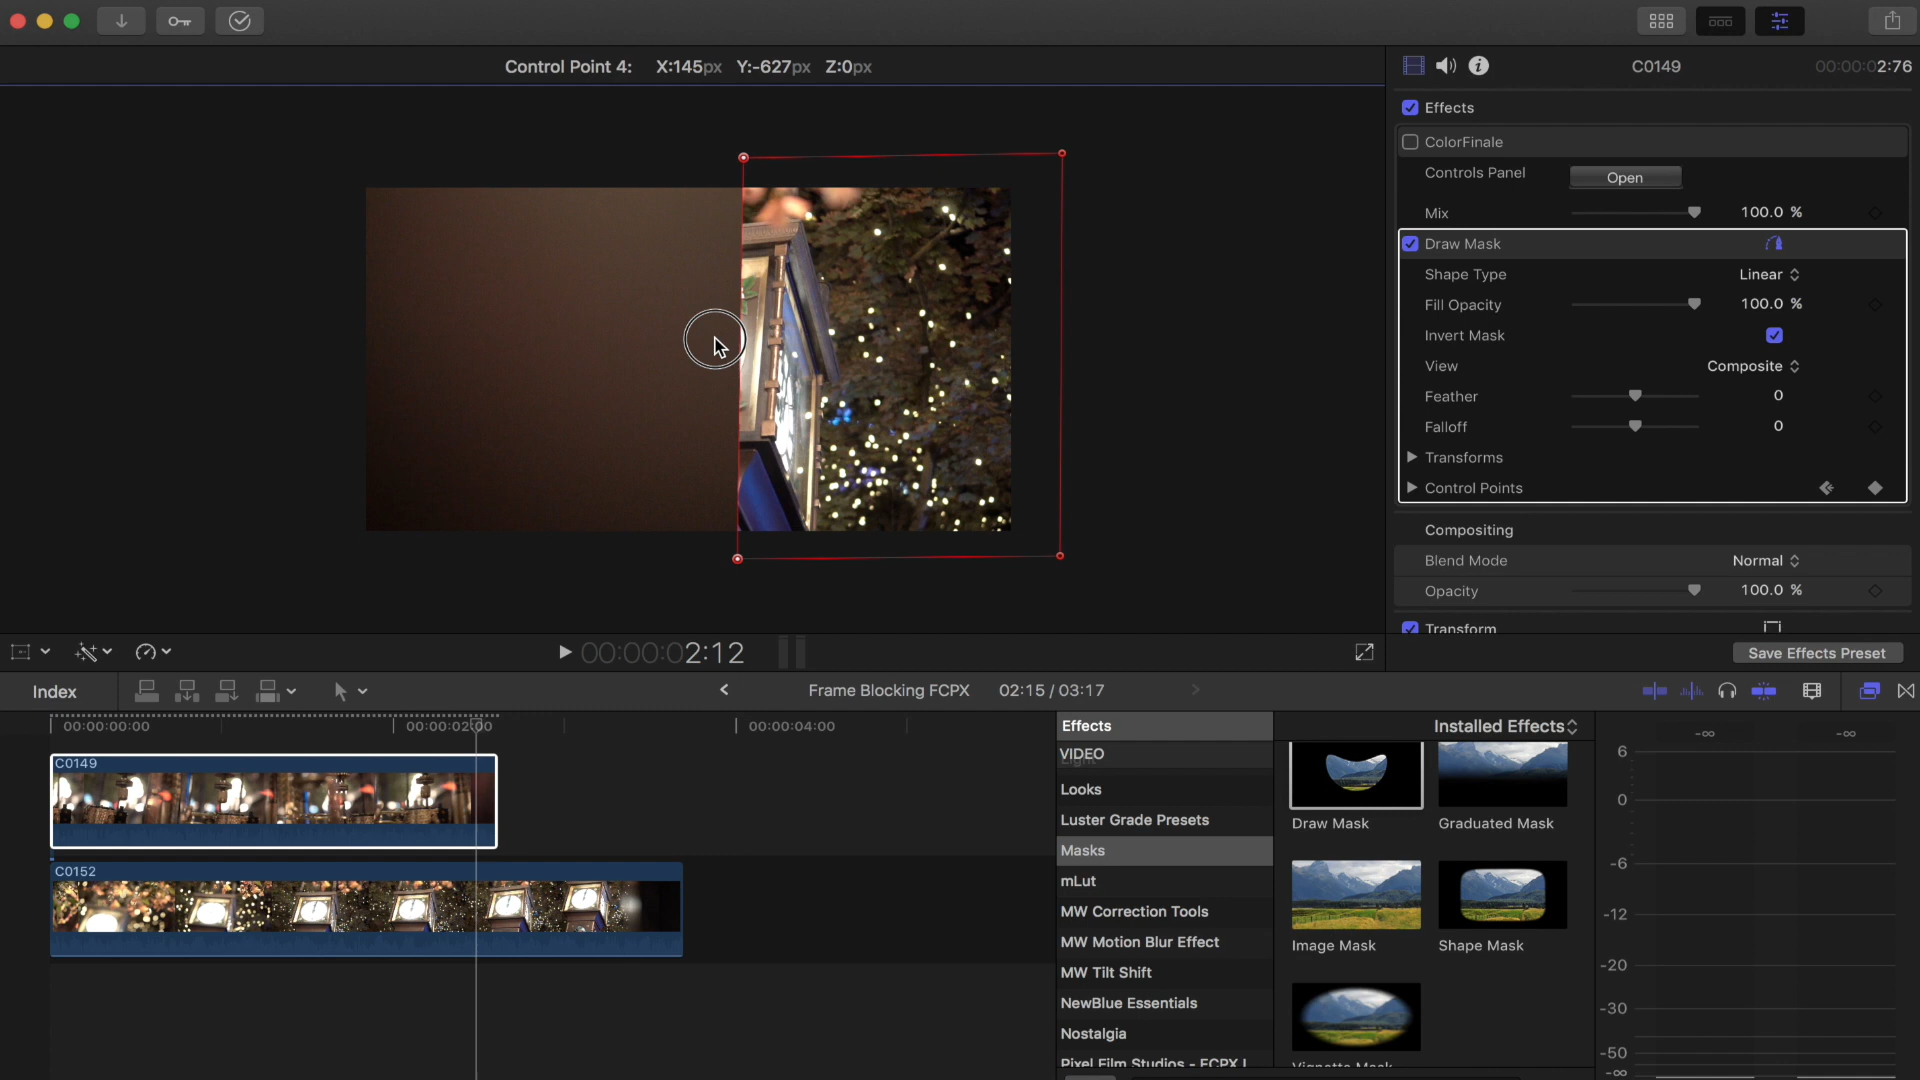 Control Point 4: X:145px Y:-627px Z:0px
C0149 00:00:02:76
Effects
ColorFinale
Controls Panel Open
Mix 100.0 %
Draw Mask
Shape Type Linear
Fill Opacity 100.0 %
Invert Mask
View Composite
Feather 0
Falloff 0
Transforms
Control Points
Compositing
Blend Mode Normal
Opacity 100.0 %
Transform
00:00:02:12
Save Effects Preset
Index
Frame Blocking FCPX 02:15 / 03:17
00:00:00:00 00:00:02:00 00:00:04:00
C0149
C0152
Effects
VIDEO
Looks
Luster Grade Presets
Masks
mLut
MW Correction Tools
MW Motion Blur Effect
MW Tilt Shift
NewBlue Essentials
Nostalgia
Pixel Film Studios - FCPX
Installed Effects
Draw Mask Graduated Mask
Image Mask Shape Mask
Vignette Mask
-∞ -∞
6
0
-6
-12
-20
-30
-50
-∞